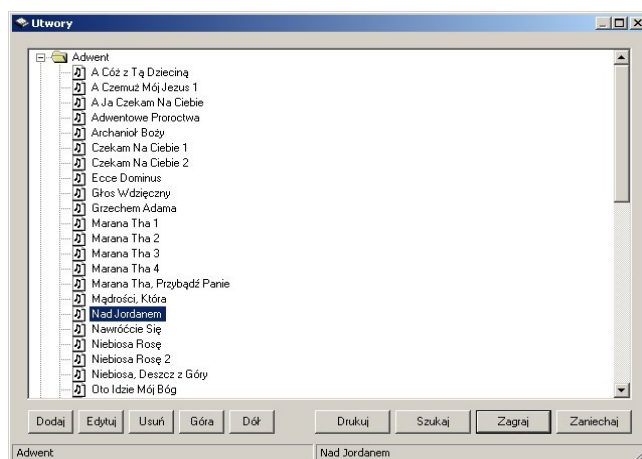 Utwory
Adwent
A Cóż z Tą Dzieciną
A Czemuż Mój Jezus 1
A Ja Czekam Na Ciebie
Adwentowe Proroctwa
Archanioł Boży
Czekam Na Ciebie 1
Czekam Na Ciebie 2
Ecce Dominus
Głos Wdzięczny
Grzechem Adama
Marana Tha 1
Marana Tha 2
Marana Tha 3
Marana Tha 4
Marana Tha, Przybądź Panie
Mądrości, Która
Nad Jordanem
Nawróćcie Się
Niebiosa Rosę
Niebiosa Rosę 2
Niebiosa, Deszcz z Góry
Oto Idzie Mój Bóg
Dodaj Edytuj Usuń Góra Dół Drukuj Szukaj Zagraj Zaniechaj
Adwent Nad Jordanem